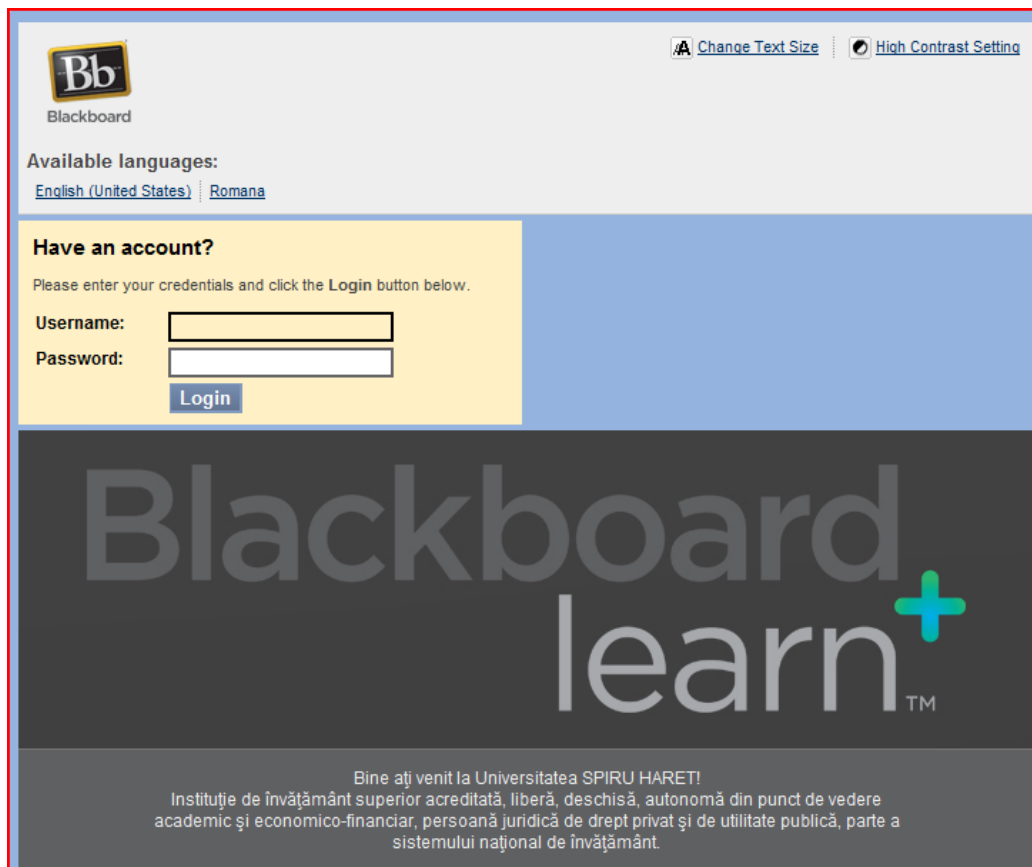 Bb
Blackboard
Change Text Size
High Contrast Setting
Available languages:
English (United States)
Romana
Have an account?
Please enter your credentials and click the Login button below.
Username:
Password:
Login
Blackboard
learn+
TM
Bine aţi venit la Universitatea SPIRU HARET!
Instituţie de învăţământ superior acreditată, liberă, deschisă, autonomă din punct de vedere
academic şi economico-financiar, persoană juridică de drept privat şi de utilitate publică, parte a
sistemului naţional de învăţământ.